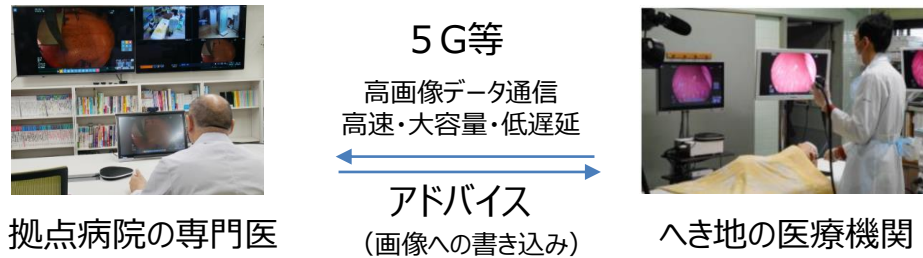 ５G等
高画像データ通信
高速・大容量・低遅延
アドバイス
（画像への書き込み）
拠点病院の専門医
へき地の医療機関